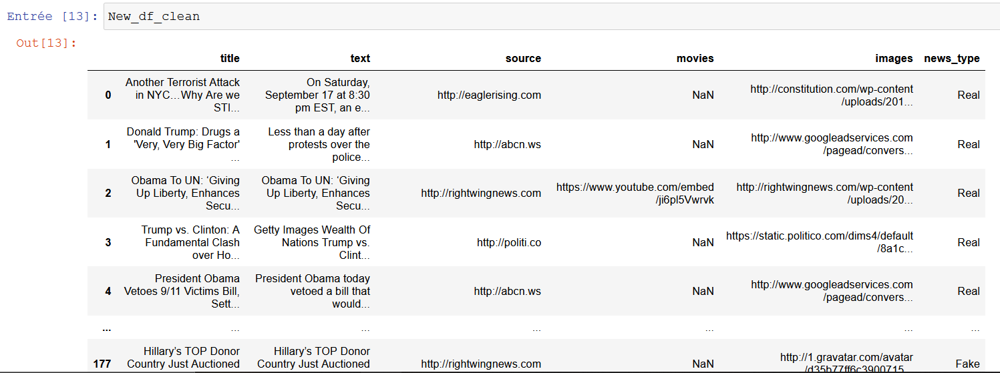 Entrée [13]: New_df_clean
Out[13]:
title text source movies images news_type
0 Another Terrorist Attack in NYC…Why Are we STI... On Saturday, September 17 at 8:30 pm EST, an e... http://eaglerising.com NaN http://constitution.com/wp-content/uploads/201... Real
1 Donald Trump: Drugs a 'Very, Very Big Factor' ... Less than a day after protests over the police... http://abcn.ws NaN http://www.googleadservices.com/pagead/convers... Real
2 Obama To UN: ‘Giving Up Liberty, Enhances Secu... Obama To UN: ‘Giving Up Liberty, Enhances Secu... http://rightwingnews.com https://www.youtube.com/embed/ji6pl5Vwrvk http://rightwingnews.com/wp-content/uploads/20... Real
3 Trump vs. Clinton: A Fundamental Clash over Ho... Getty Images Wealth Of Nations Trump vs. Clint... http://politi.co NaN https://static.politico.com/dims4/default/8a1c... Real
4 President Obama Vetoes 9/11 Victims Bill, Sett... President Obama today vetoed a bill that would... http://abcn.ws NaN http://www.googleadservices.com/pagead/convers... Real
... ... ... ... ... ... ...
177 Hillary’s TOP Donor Country Just Auctioned Hillary’s TOP Donor Country Just Auctioned http://rightwingnews.com NaN http://1.gravatar.com/avatar/d35b77ff6c3900715... Fake